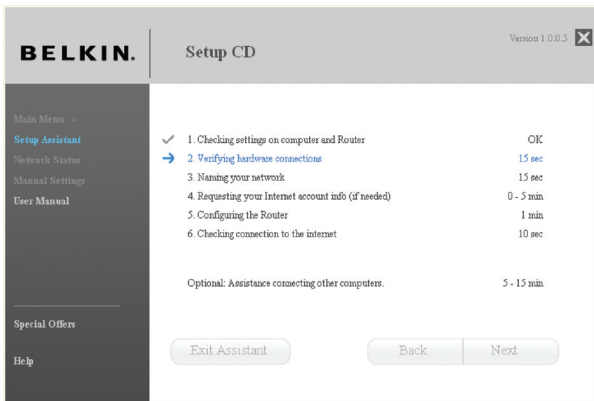 BELKIN.
Setup CD
Version 1.0.0.5
Main Menu >
Setup Assistant
Network Status
Manual Settings
User Manual
Special Offers
Help
1. Checking settings on computer and Router OK
2. Verifying hardware connections 15 sec
3. Naming your network 15 sec
4. Requesting your Internet account info (if needed) 0 - 5 min
5. Configuring the Router 1 min
6. Checking connection to the internet 10 sec
Optional: Assistance connecting other computers. 5 - 15 min
Exit Assistant
Back
Next